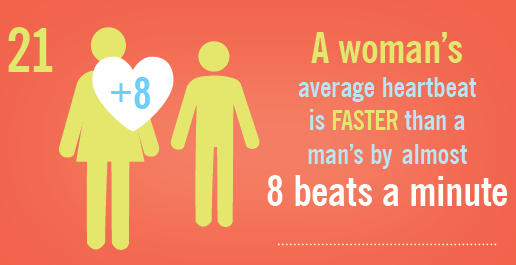 21
+8
A woman's
average heartbeat
is FASTER than a
man's by almost
8 beats a minute